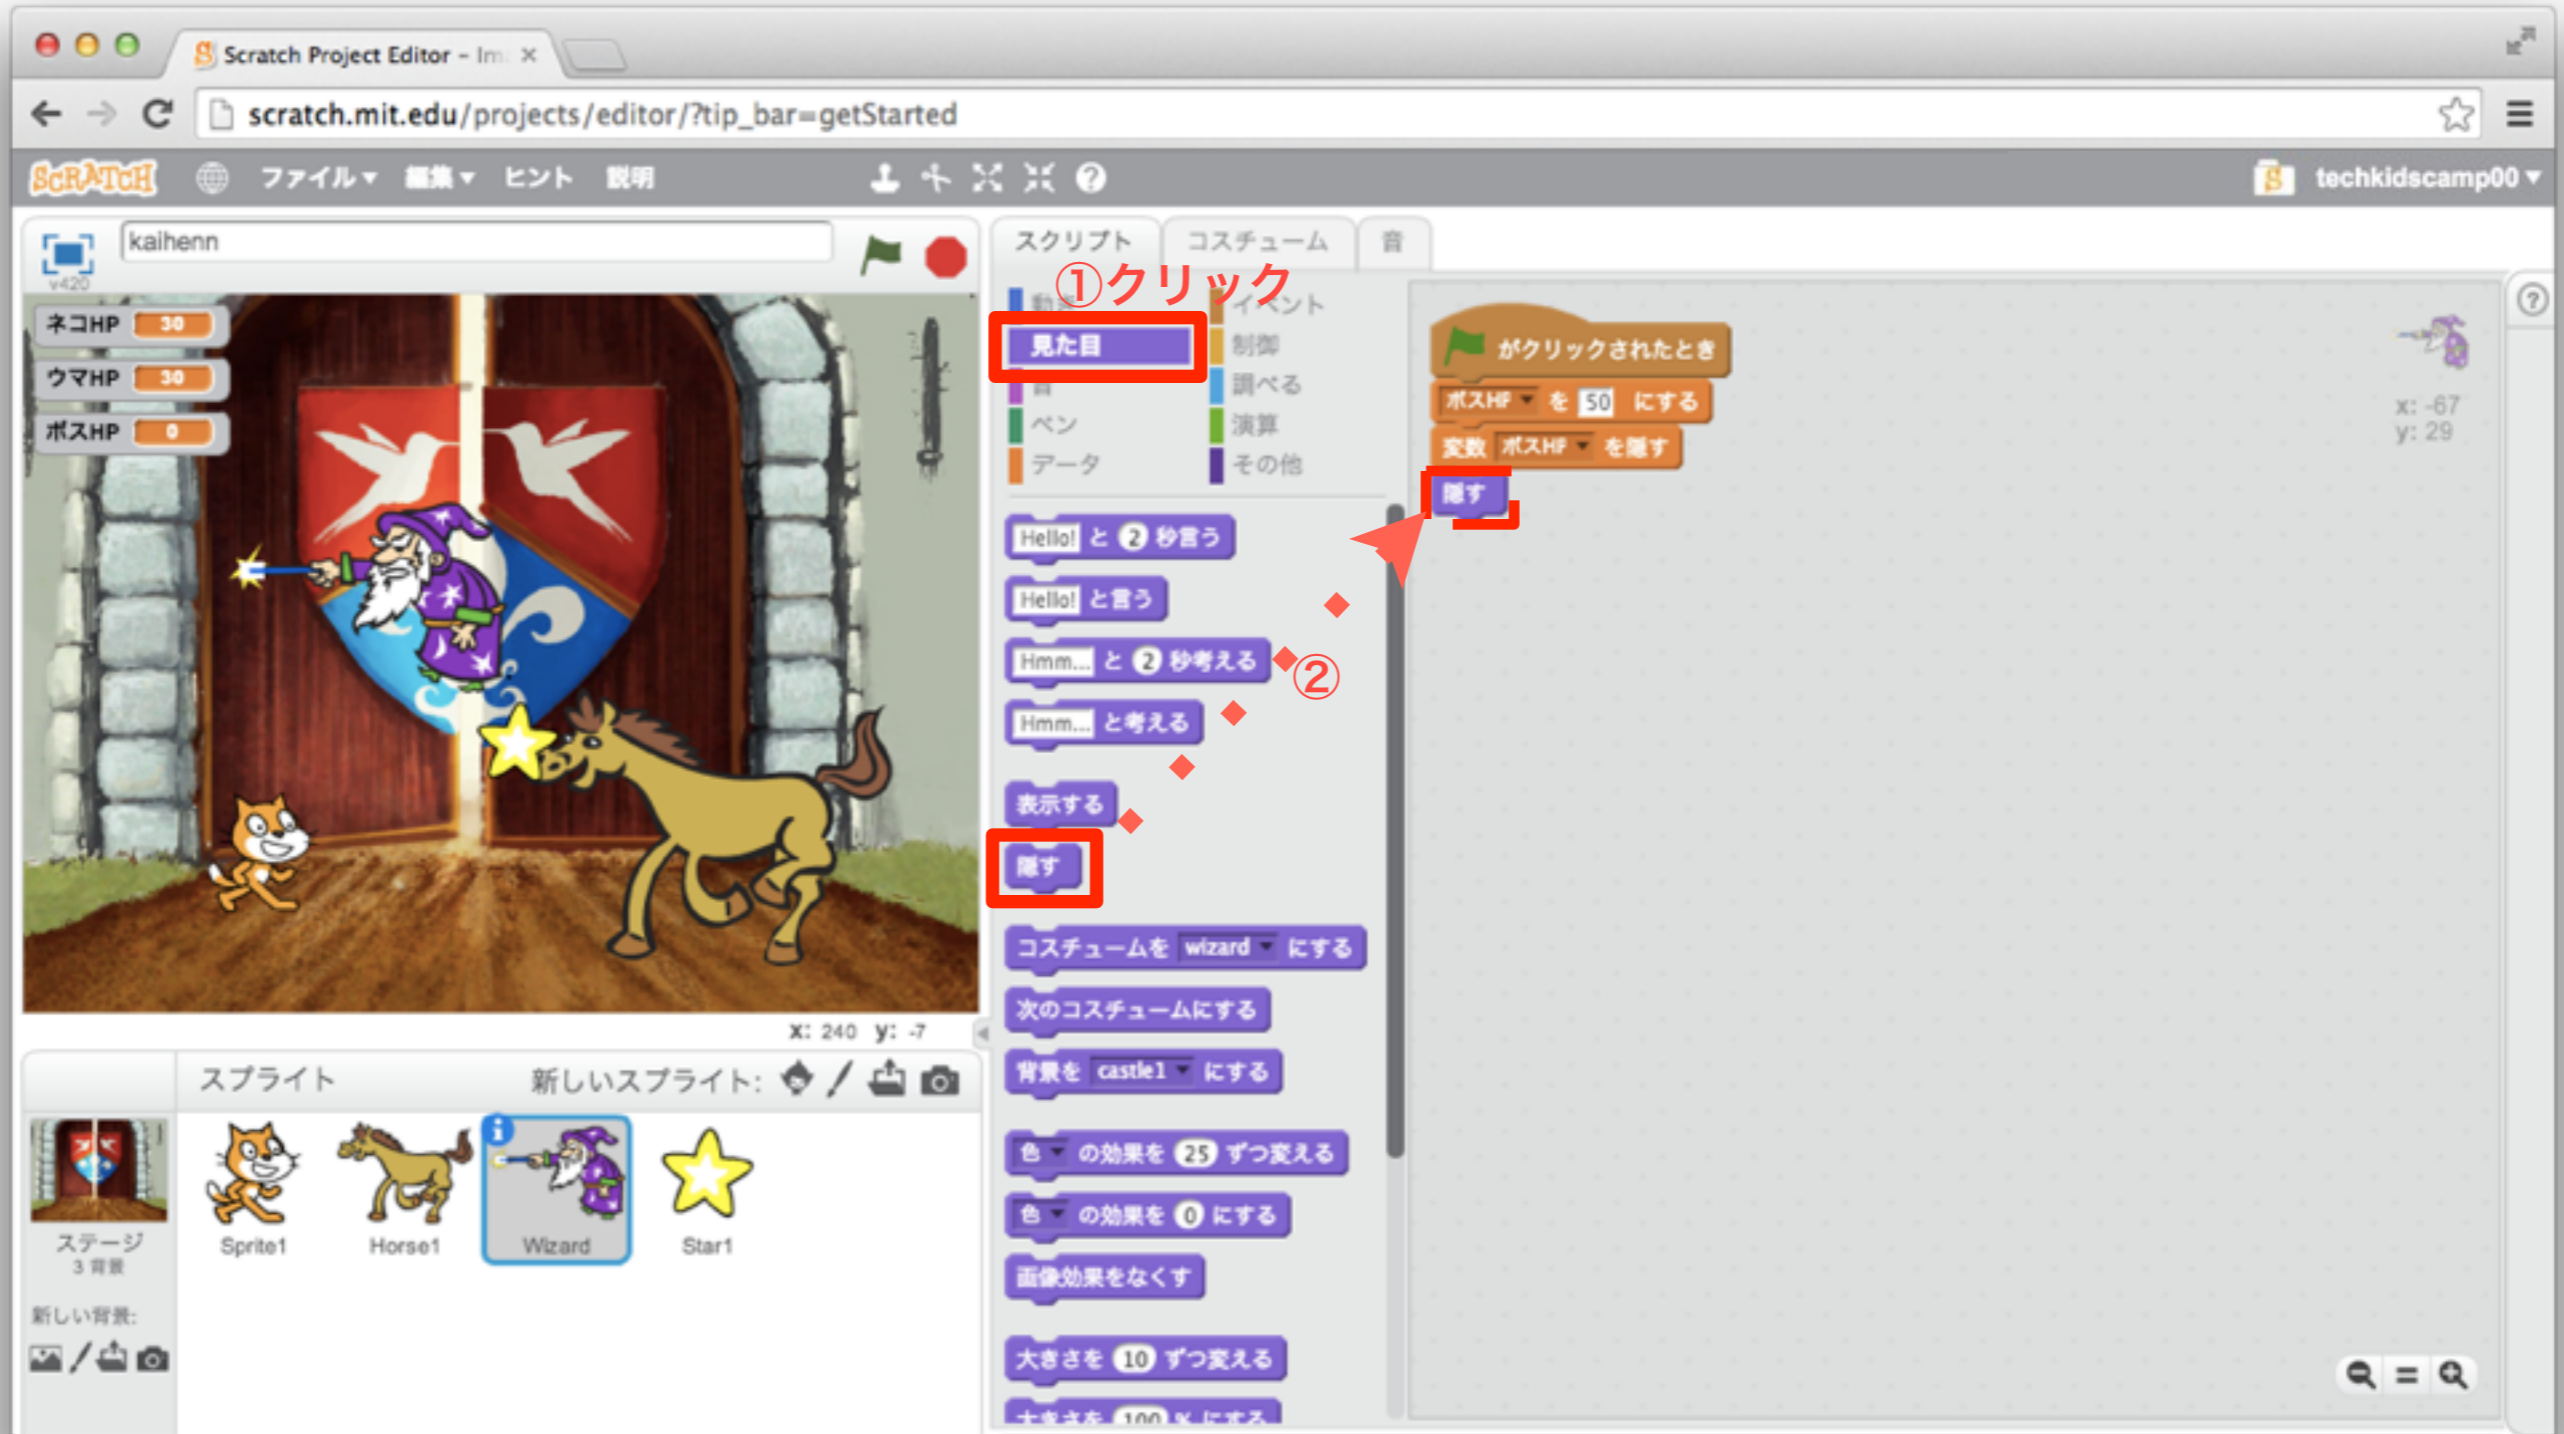 Scratch Project Editor – Im
scratch.mit.edu/projects/editor/?tip_bar=getStarted
SCRATCH ファイル 編集 ヒント 説明 techkidscamp00
kaihenn
v420
ネコHP 30
ウマHP 30
ボスHP 0
x: 240 y: -7
スプライト 新しいスプライト:
ステージ
3 背景
新しい背景:
Sprite1 Horse1 Wizard Star1
スクリプト コスチューム 音
①クリック
動き イベント
見た目 制御
音 調べる
ペン 演算
データ その他
Hello! と 2 秒言う
Hello! と言う
Hmm... と 2 秒考える
②
Hmm... と考える
表示する
隠す
コスチュームを wizard にする
次のコスチュームにする
背景を castle1 にする
色 の効果を 25 ずつ変える
色 の効果を 0 にする
画像効果をなくす
大きさを 10 ずつ変える
大きさを 100 % にする
がクリックされたとき
ボスHP を 50 にする
変数 ボスHP を隠す
隠す
x: -67
y: 29